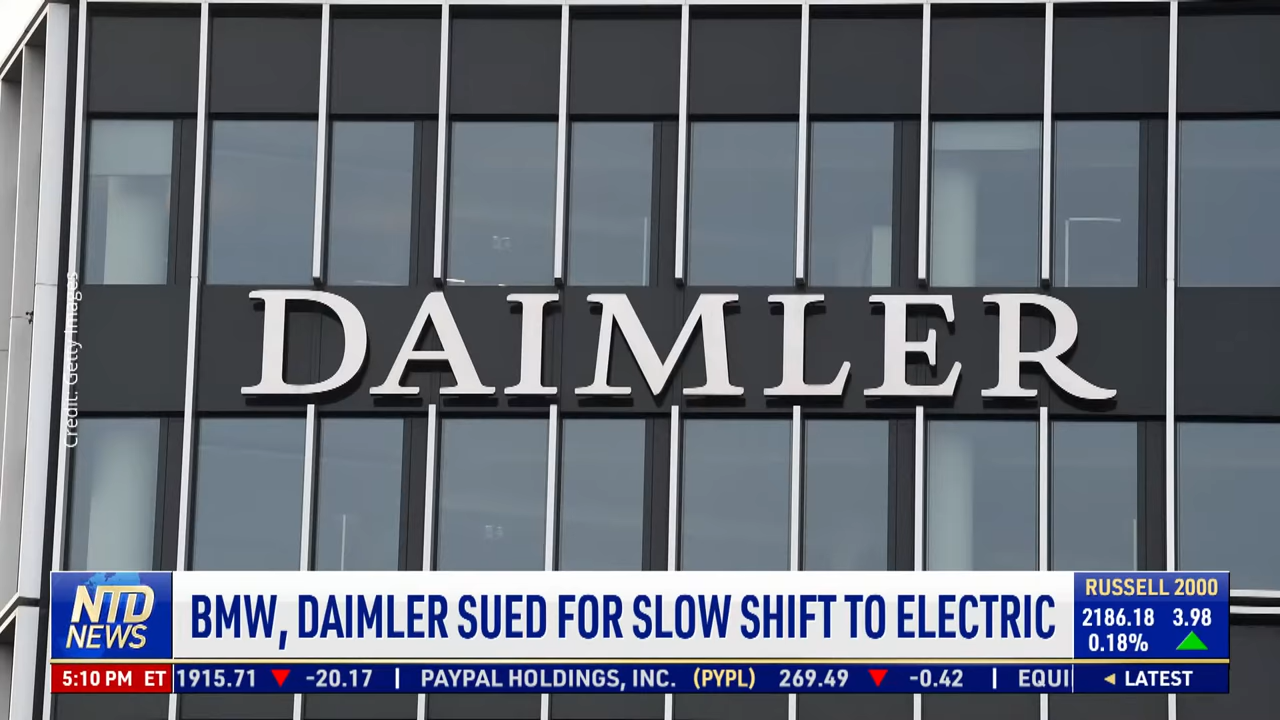 Credit: Getty Images
DAIMLER
NTD
NEWS
BMW, DAIMLER SUED FOR SLOW SHIFT TO ELECTRIC
RUSSELL 2000
2186.18 3.98
0.18%
5:10 PM ET
1915.71 -20.17 | PAYPAL HOLDINGS, INC. (PYPL) 269.49 -0.42 | EQUI
LATEST